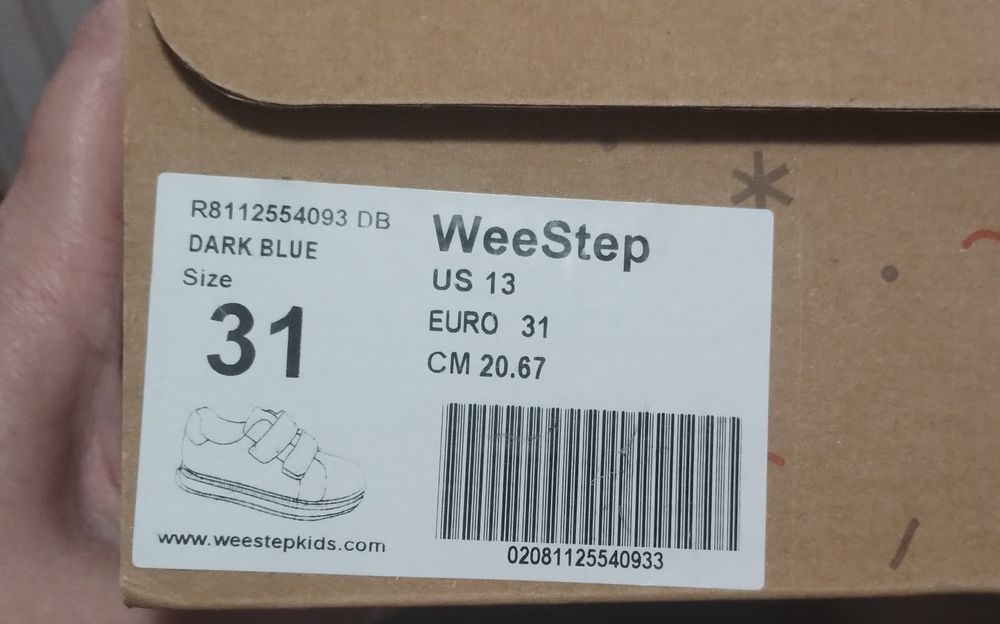 R8112554093 DB
DARK BLUE
Size
31
WeeStep
US 13
EURO 31
CM 20.67
www.weestepkids.com
02081125540933